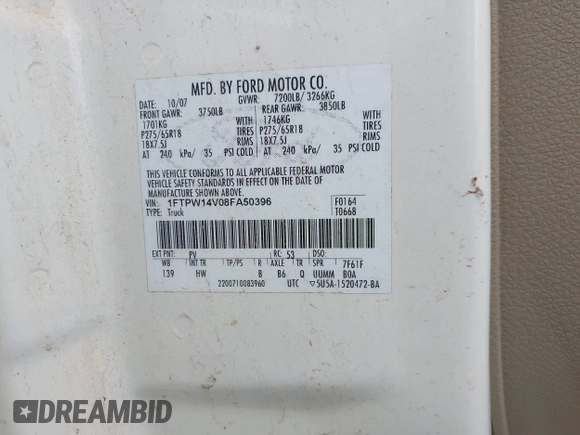 MFD. BY FORD MOTOR CO.
DATE: 10/07 GVWR: 7200LB/ 3266KG
FRONT GAWR: 3750LB REAR GAWR: 3850LB
1701KG WITH 1746KG WITH
P275/65R18 TIRES P275/65R18 TIRES
18X7.5J RIMS 18X7.5J RIMS
AT 240 kPa/ 35 PSI COLD AT 240 kPa/ 35 PSI COLD
THIS VEHICLE CONFORMS TO ALL APPLICABLE FEDERAL MOTOR
VEHICLE SAFETY STANDARDS IN EFFECT ON THE DATE OF
MANUFACTURE SHOWN ABOVE.
VIN: 1FTPW14V08FA50396 F0164
TYPE: Truck T0668
EXT PNT: PV RC: 53 DSO:
WB INT TR TP/PS R AXLE TR SPR 7F61F
139 HW B B6 Q UUMM BOA
2200710083960 UTC ▽5U5A-1520472-BA
DREAMBID